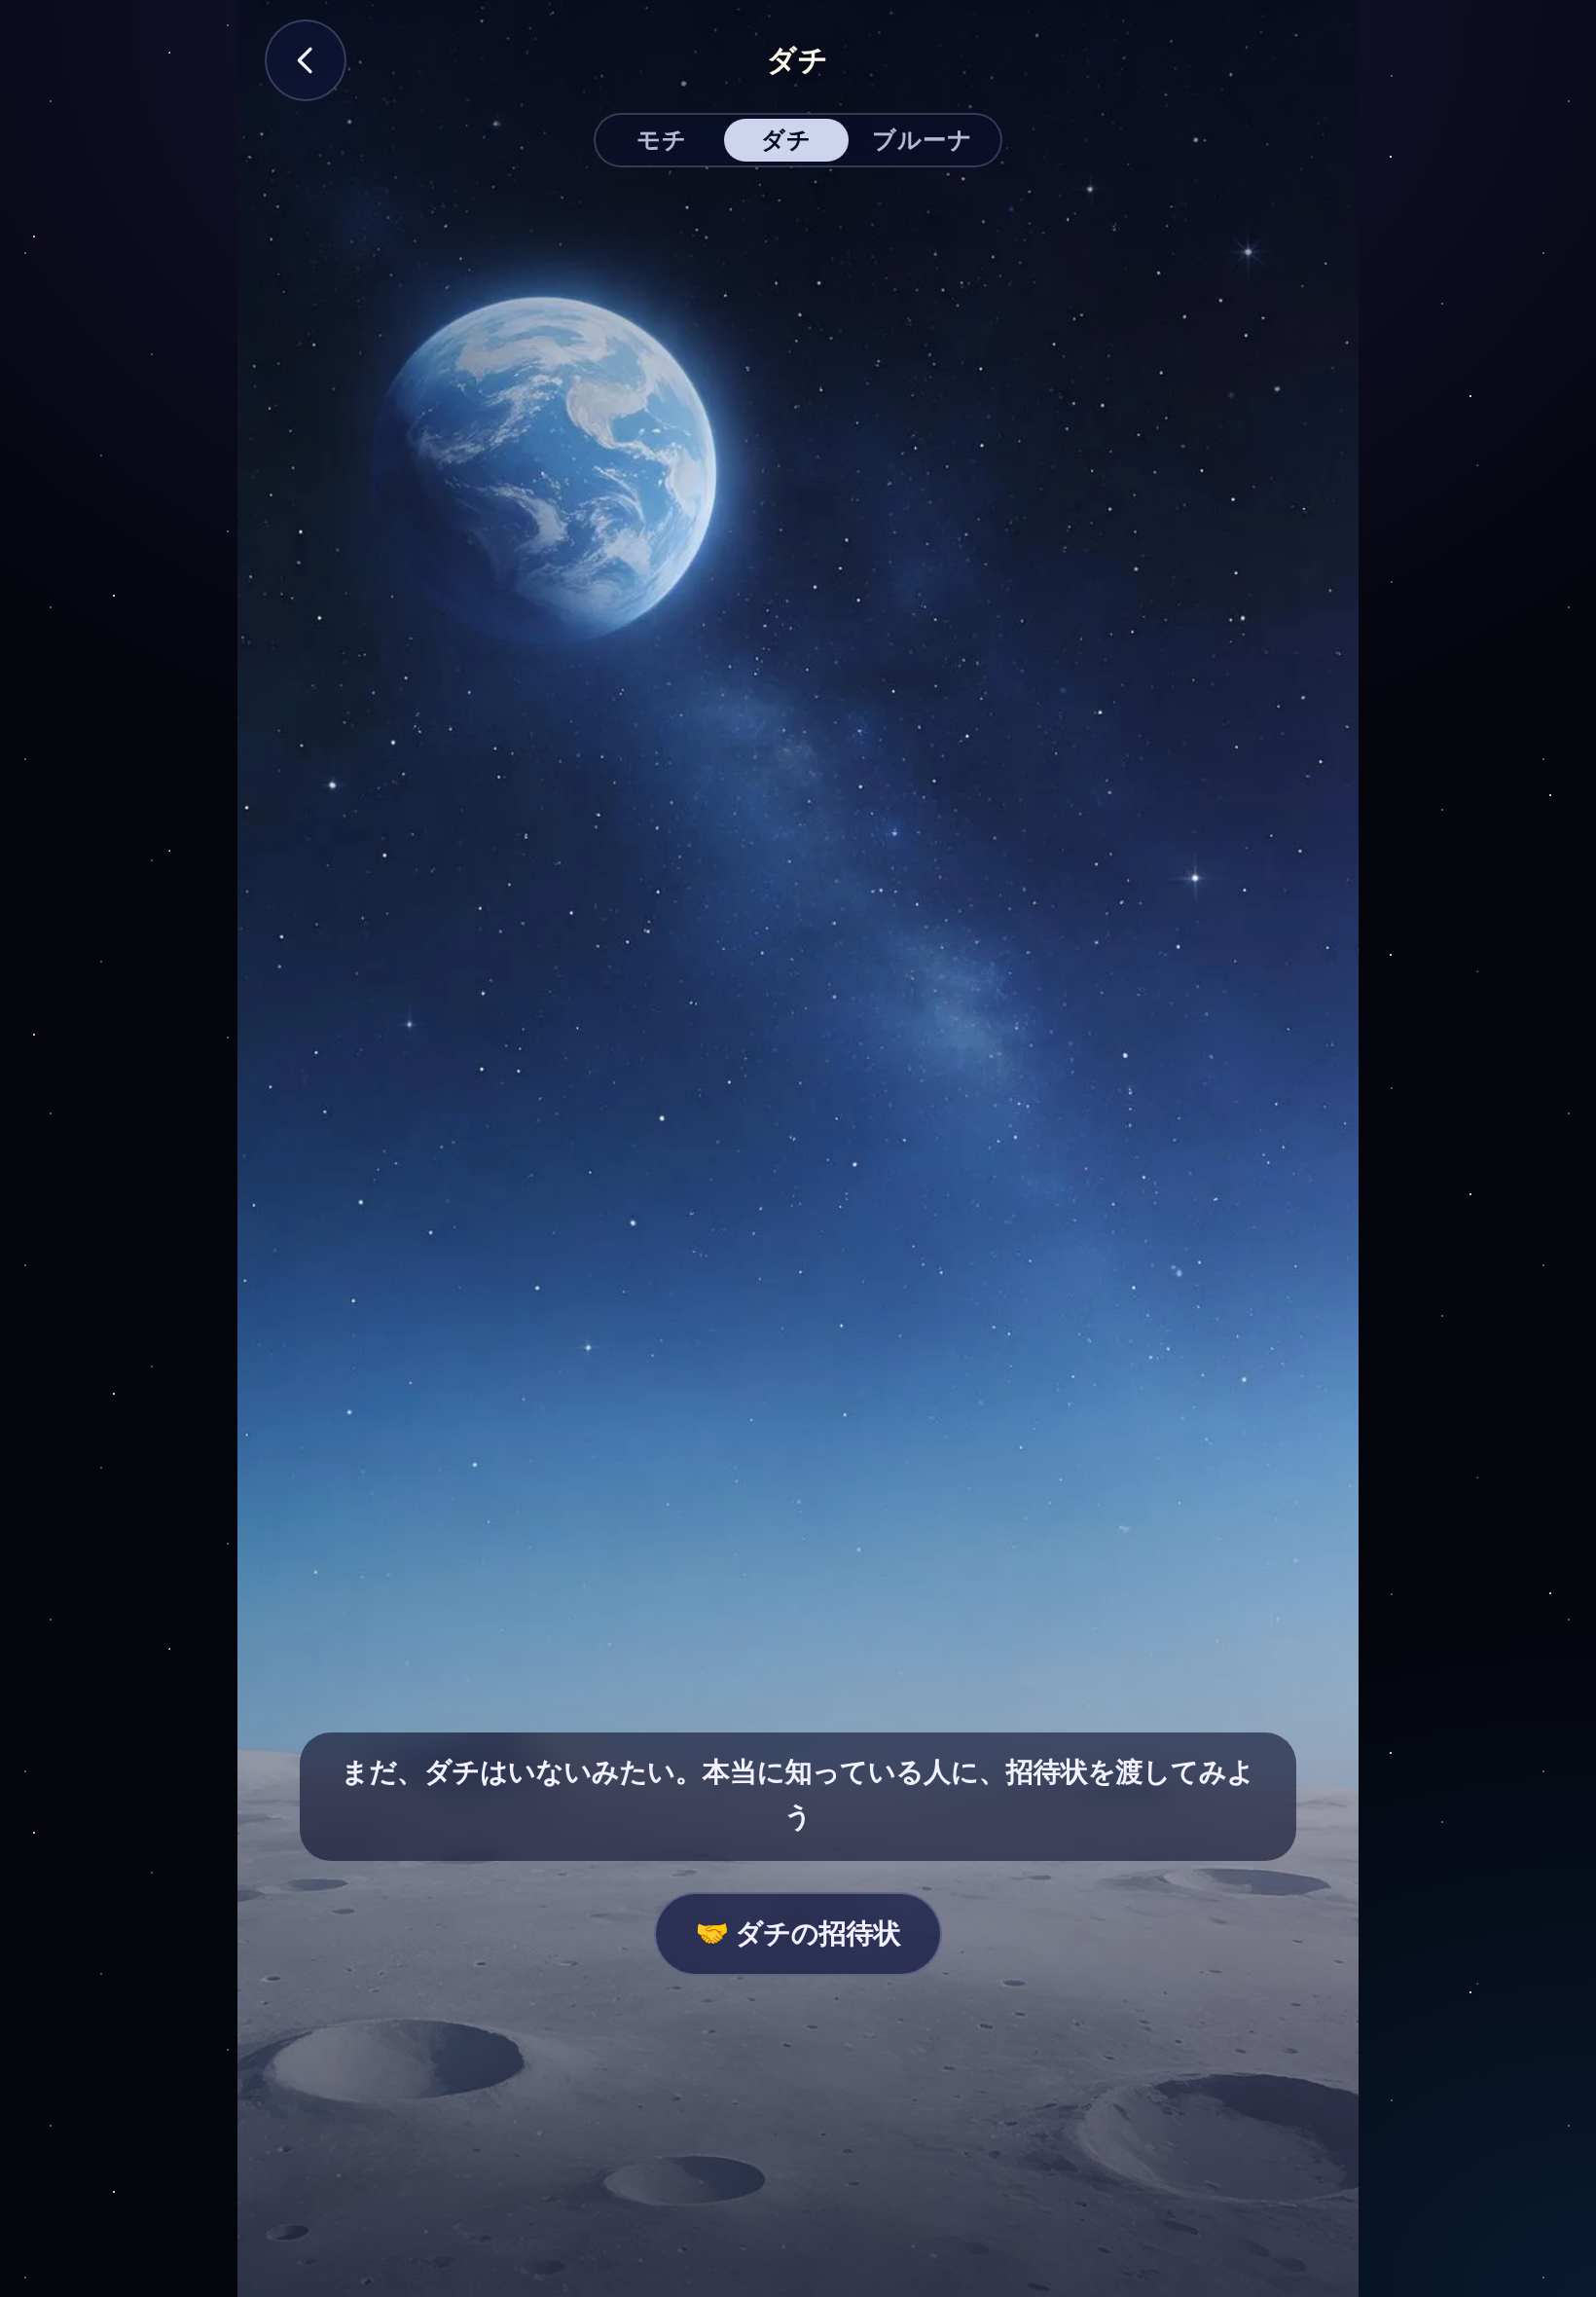 ダチ
モチ ダチ ブルーナ
まだ、ダチはいないみたい。本当に知っている人に、招待状を渡してみよ
う
🤝 ダチの招待状